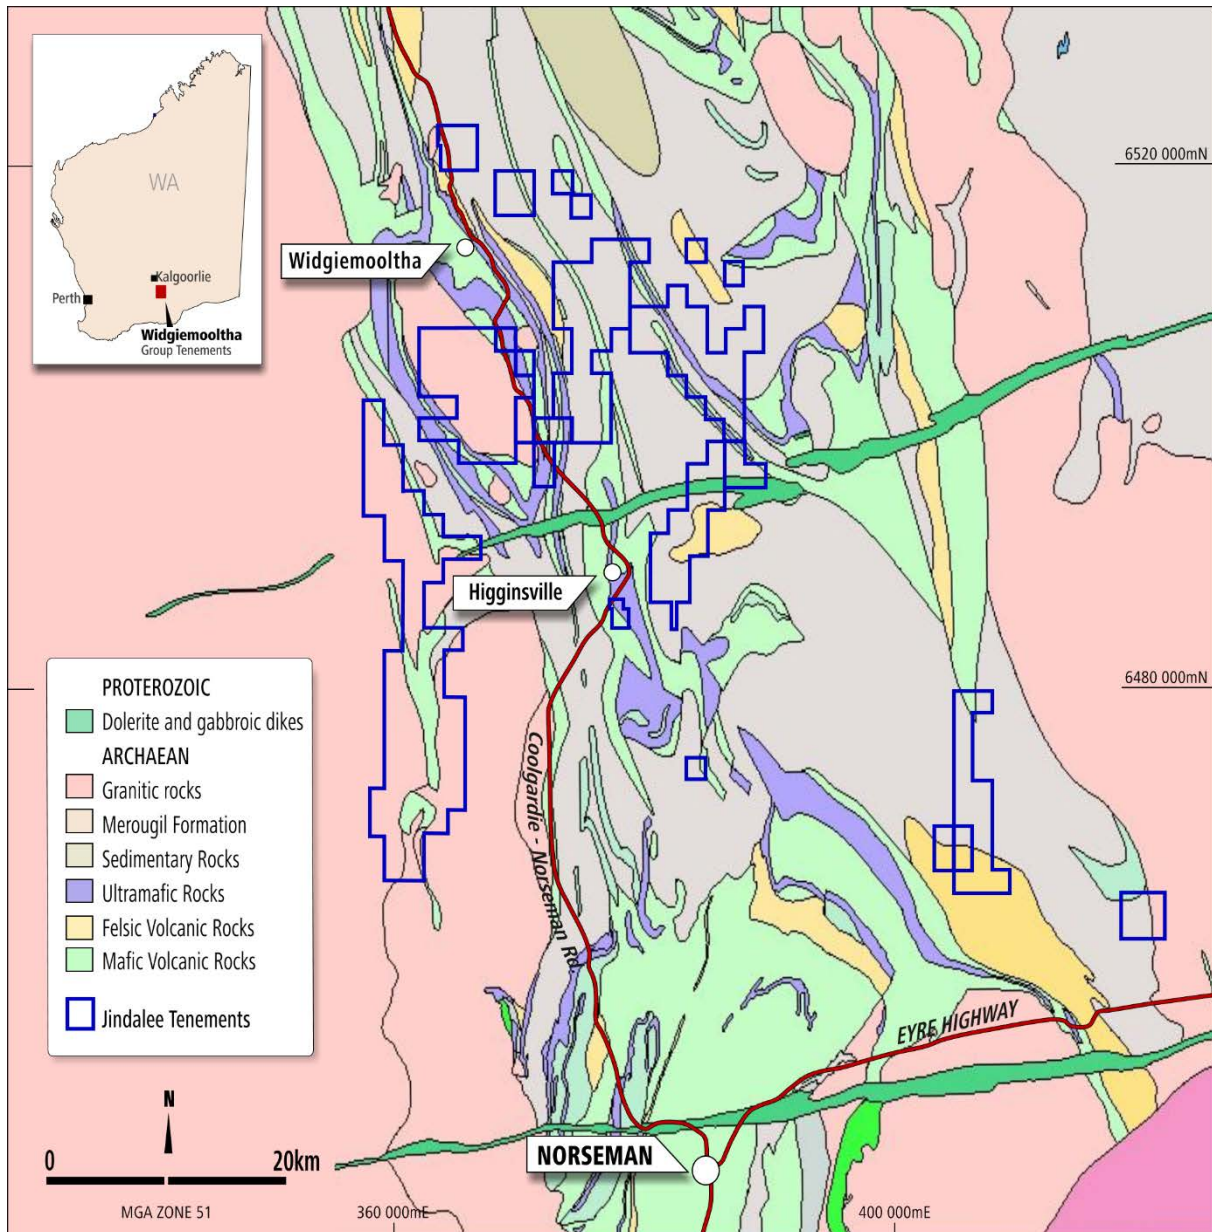 WA
Kalgoorlie
Perth
Widgiemooltha
Group Tenements
6520 000mN
Widgiemooltha
Higginsville
6480 000mN
PROTEROZOIC
Dolerite and gabbroic dikes
ARCHAEAN
Granitic rocks
Merougil Formation
Sedimentary Rocks
Ultramafic Rocks
Felsic Volcanic Rocks
Mafic Volcanic Rocks
Jindalee Tenements
Coolgardie - Norseman Rd.
EYRE HIGHWAY
N
0 20km
NORSEMAN
MGA ZONE 51
360 000mE
400 000mE